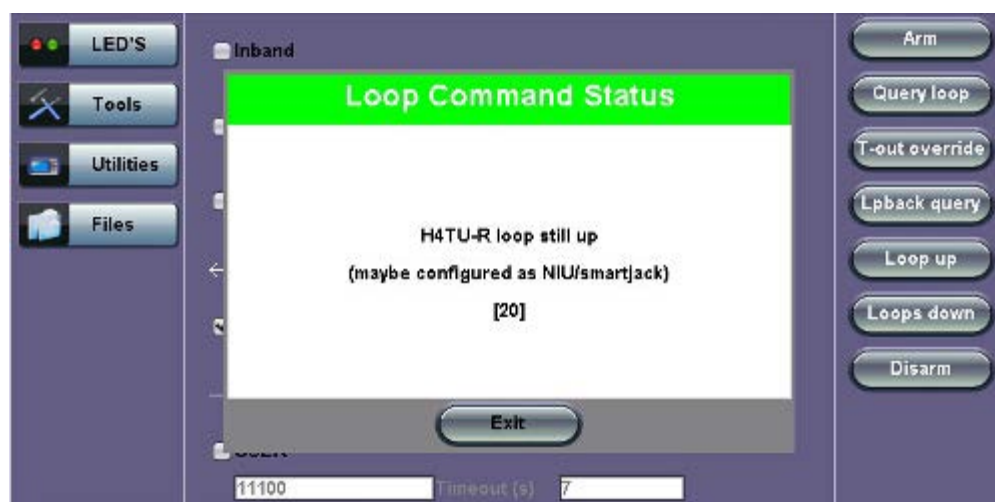 LED'S
Tools
Utilities
Files
Inband
Loop Command Status
H4TU-R loop still up
(maybe configured as NIU/smartjack)
[20]
Exit
11100
Timeout (s)
7
Arm
Query loop
T-out override
Lpback query
Loop up
Loops down
Disarm